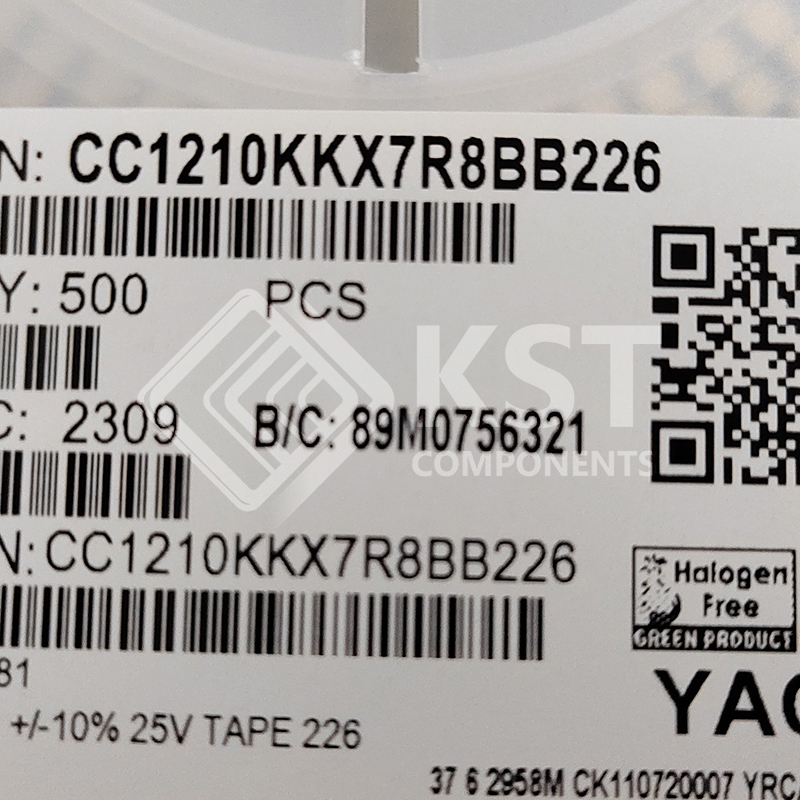 N: CC1210KKX7R8BB226
Y: 500 PCS
KST
C: 2309 B/C: 89M0756321
COMPONENTS
N: CC1210KKX7R8BB226
Halogen
Free
GREEN PRODUCT
81
YAG
+/-10% 25V TAPE 226
37 6 2958M CK110720007 YRCA